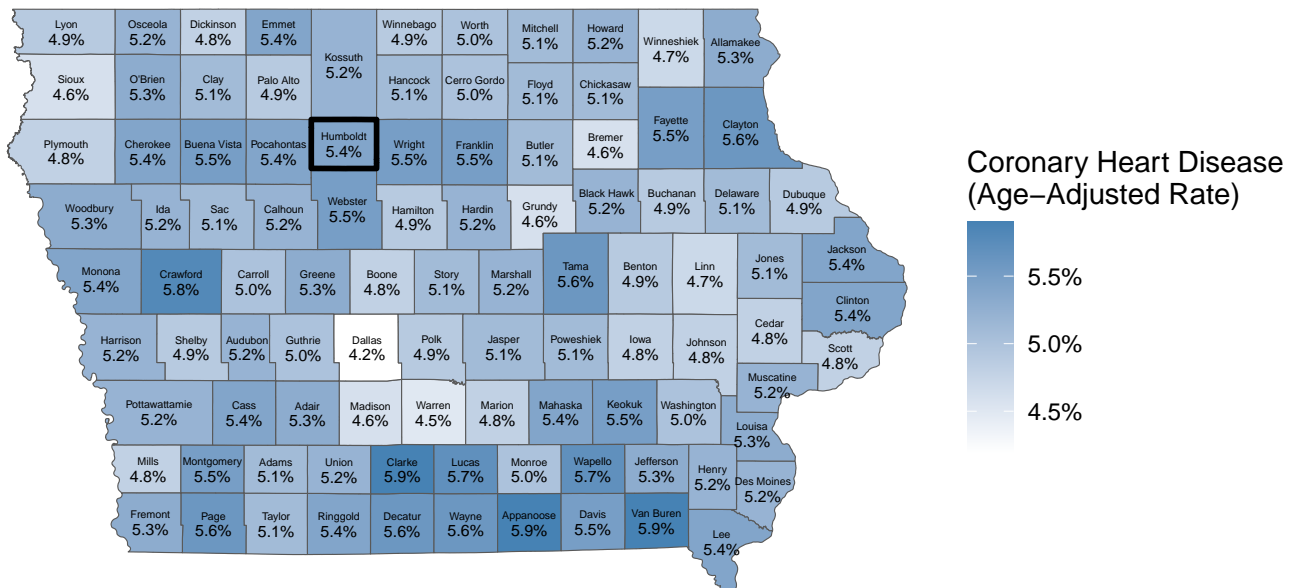 Lyon
4.9%
Osceola
5.2%
Dickinson
4.8%
Emmet
5.4%
Kossuth
5.2%
Winnebago
4.9%
Worth
5.0%
Mitchell
5.1%
Howard
5.2%
Winneshiek
4.7%
Allamakee
5.3%
Sioux
4.6%
O'Brien
5.3%
Clay
5.1%
Palo Alto
4.9%
Hancock
5.1%
Cerro Gordo
5.0%
Floyd
5.1%
Chickasaw
5.1%
Plymouth
4.8%
Cherokee
5.4%
Buena Vista
5.5%
Pocahontas
5.4%
Humboldt
5.4%
Wright
5.5%
Franklin
5.5%
Butler
5.1%
Bremer
4.6%
Fayette
5.5%
Clayton
5.6%
Woodbury
5.3%
Ida
5.2%
Sac
5.1%
Calhoun
5.2%
Webster
5.5%
Hamilton
4.9%
Hardin
5.2%
Grundy
4.6%
Black Hawk
5.2%
Buchanan
4.9%
Delaware
5.1%
Dubuque
4.9%
Monona
5.4%
Crawford
5.8%
Carroll
5.0%
Greene
5.3%
Boone
4.8%
Story
5.1%
Marshall
5.2%
Tama
5.6%
Benton
4.9%
Linn
4.7%
Jones
5.1%
Jackson
5.4%
Clinton
5.4%
Harrison
5.2%
Shelby
4.9%
Audubon
5.2%
Guthrie
5.0%
Dallas
4.2%
Polk
4.9%
Jasper
5.1%
Poweshiek
5.1%
Iowa
4.8%
Johnson
4.8%
Cedar
4.8%
Scott
4.8%
Muscatine
5.2%
Pottawattamie
5.2%
Cass
5.4%
Adair
5.3%
Madison
4.6%
Warren
4.5%
Marion
4.8%
Mahaska
5.4%
Keokuk
5.5%
Washington
5.0%
Louisa
5.3%
Mills
4.8%
Montgomery
5.5%
Adams
5.1%
Union
5.2%
Clarke
5.9%
Lucas
5.7%
Monroe
5.0%
Wapello
5.7%
Jefferson
5.3%
Henry
5.2%
Des Moines
5.2%
Fremont
5.3%
Page
5.6%
Taylor
5.1%
Ringgold
5.4%
Decatur
5.6%
Wayne
5.6%
Appanoose
5.9%
Davis
5.5%
Van Buren
5.9%
Lee
5.4%
Coronary Heart Disease
(Age−Adjusted Rate)
5.5%
5.0%
4.5%